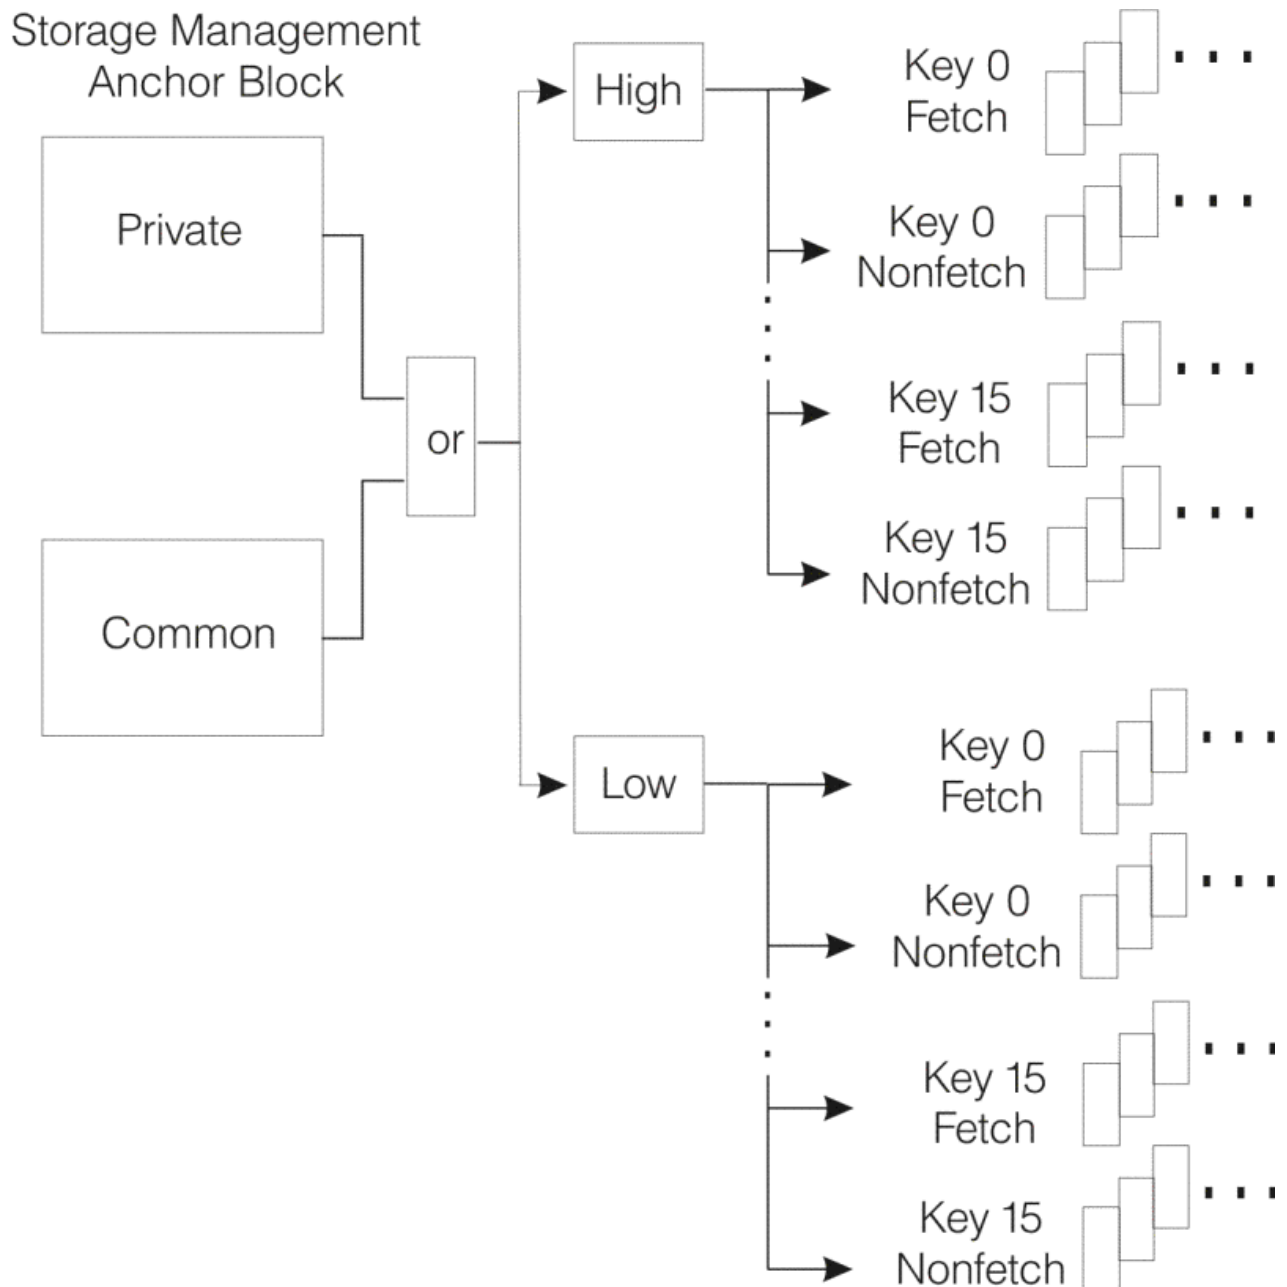 Storage Management
Anchor Block
Private
Common
or
High
Key 0
Fetch
Key 0
Nonfetch
Key 15
Fetch
Key 15
Nonfetch
Low
Key 0
Fetch
Key 0
Nonfetch
Key 15
Fetch
Key 15
Nonfetch